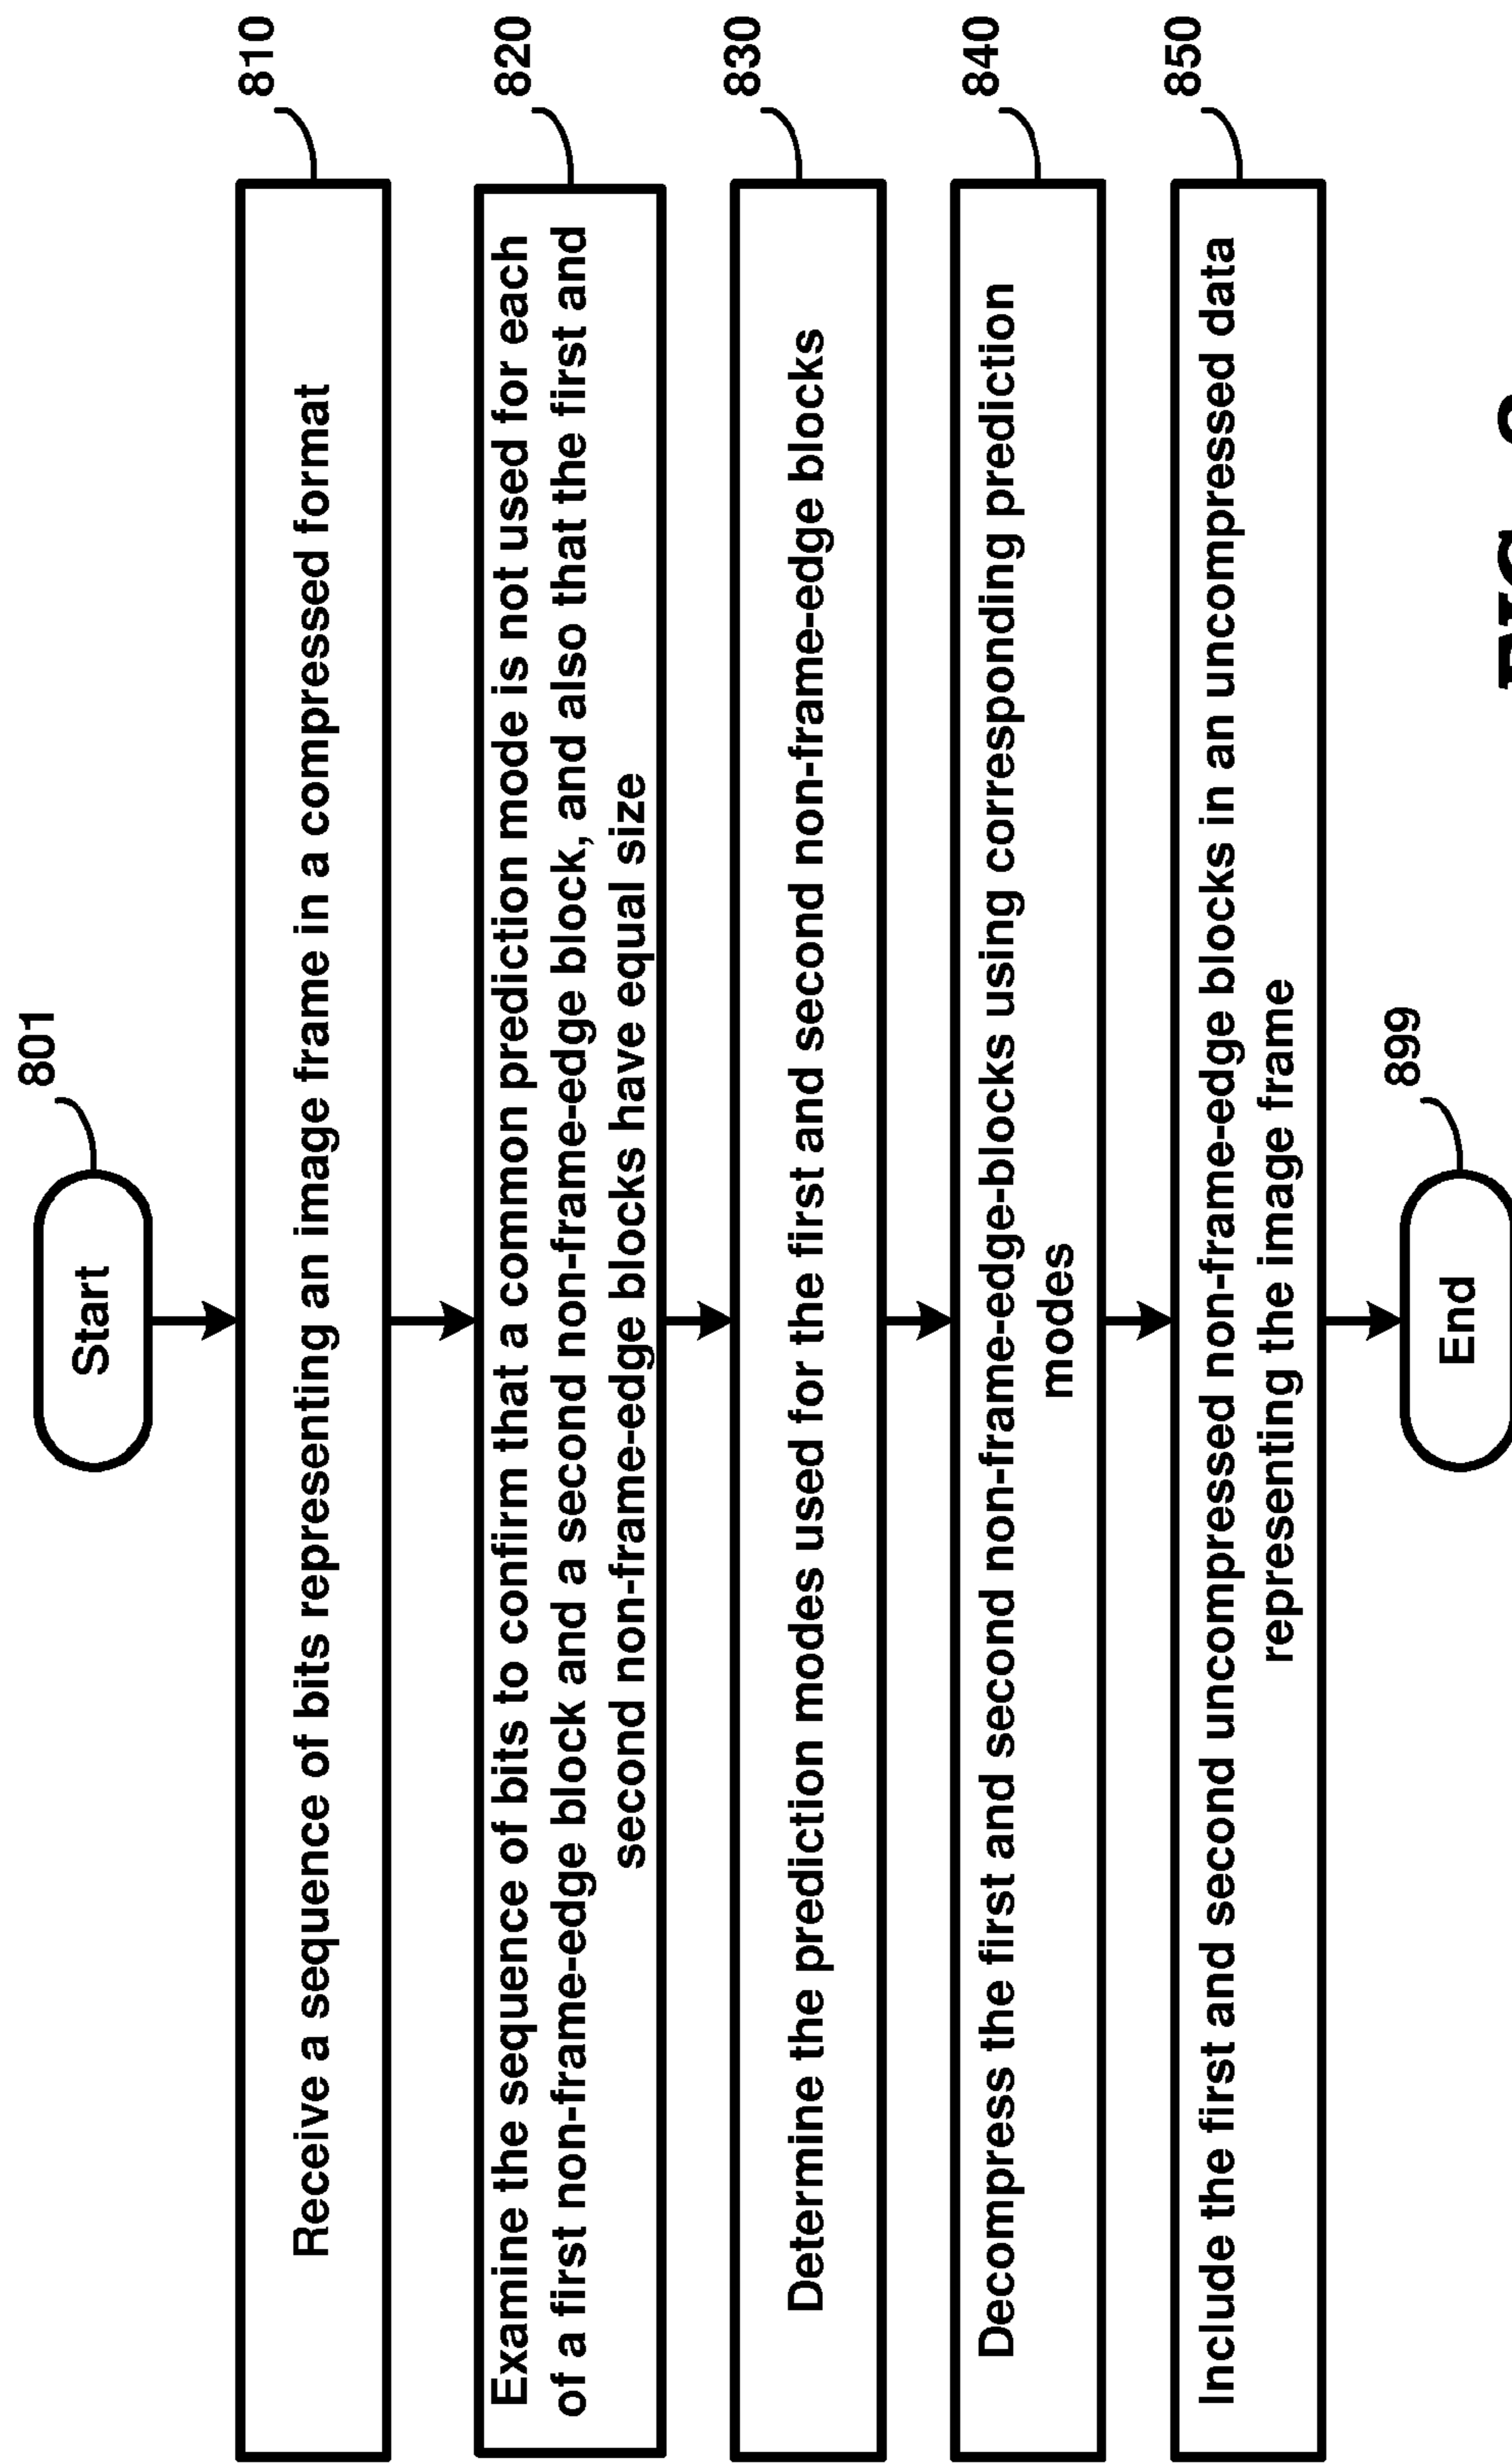 801
Start
810
Receive a sequence of bits representing an image frame in a compressed format
820
Examine the sequence of bits to confirm that a common prediction mode is not used for each
of a first non-frame-edge block and a second non-frame-edge block, and also that the first and
second non-frame-edge blocks have equal size
830
Determine the prediction modes used for the first and second non-frame-edge blocks
840
Decompress the first and second non-frame-edge-blocks using corresponding prediction
modes
850
Include the first and second uncompressed non-frame-edge blocks in an uncompressed data
representing the image frame
899
End